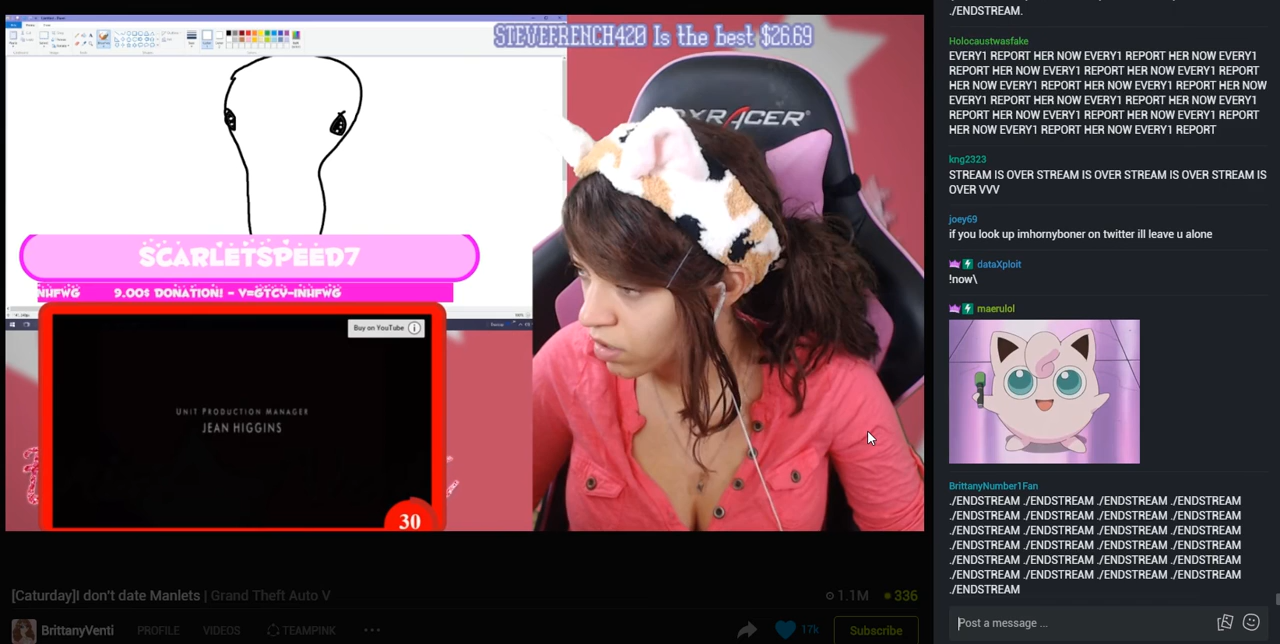 STEVEFRENCH420 Is the best $26.69
XRACER
SCARLETSPEED7
NHFWG 9.00$ DONATION! - V=GTCV-INHFWG
Buy on YouTube
UNIT PRODUCTION MANAGER
JEAN HIGGINS
30
[Caturday]I don't date Manlets | Grand Theft Auto V
1.1M 336
BrittanyVenti PROFILE VIDEOS TEAMPINK
17k Subscribe
./ENDSTREAM.
Holocaustwasfake
EVERY1 REPORT HER NOW EVERY1 REPORT HER NOW EVERY1
REPORT HER NOW EVERY1 REPORT HER NOW EVERY1 REPORT
HER NOW EVERY1 REPORT HER NOW EVERY1 REPORT HER NOW
EVERY1 REPORT HER NOW EVERY1 REPORT HER NOW EVERY1
REPORT HER NOW EVERY1 REPORT HER NOW EVERY1 REPORT
HER NOW EVERY1 REPORT HER NOW EVERY1 REPORT
kng2323
STREAM IS OVER STREAM IS OVER STREAM IS OVER STREAM IS
OVER VVV
joey69
if you look up imhornyboner on twitter ill leave u alone
dataXploit
!now\
maerulol
BrittanyNumber1Fan
./ENDSTREAM ./ENDSTREAM ./ENDSTREAM ./ENDSTREAM
./ENDSTREAM ./ENDSTREAM ./ENDSTREAM ./ENDSTREAM
./ENDSTREAM ./ENDSTREAM ./ENDSTREAM ./ENDSTREAM
./ENDSTREAM ./ENDSTREAM ./ENDSTREAM ./ENDSTREAM
./ENDSTREAM ./ENDSTREAM ./ENDSTREAM ./ENDSTREAM
./ENDSTREAM ./ENDSTREAM ./ENDSTREAM ./ENDSTREAM
./ENDSTREAM
Post a message ...